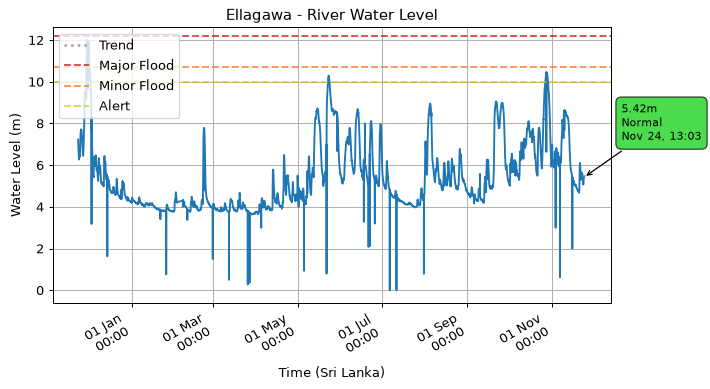 Ellagawa - River Water Level
Water Level (m)
12
10
8
6
4
2
0
Trend
Major Flood
Minor Flood
Alert
5.42m
Normal
Nov 24, 13:03
01 Jan
00:00
01 Mar
00:00
01 May
00:00
01 Jul
00:00
01 Sep
00:00
01 Nov
00:00
Time (Sri Lanka)